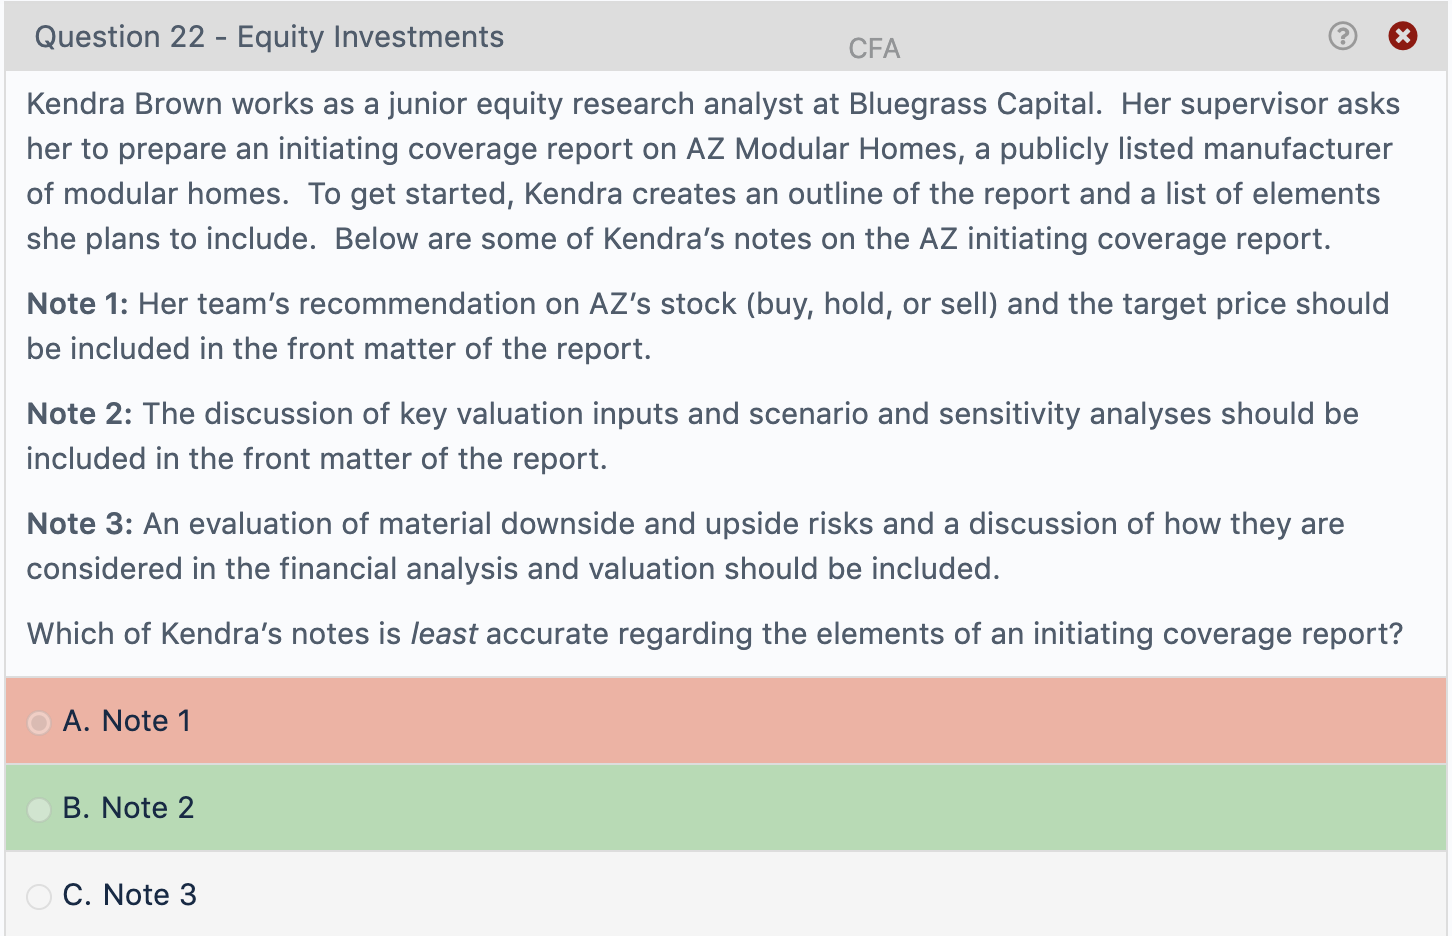 Question 22 - Equity Investments
CFA
Kendra Brown works as a junior equity research analyst at Bluegrass Capital.  Her supervisor asks
her to prepare an initiating coverage report on AZ Modular Homes, a publicly listed manufacturer
of modular homes.  To get started, Kendra creates an outline of the report and a list of elements
she plans to include.  Below are some of Kendra’s notes on the AZ initiating coverage report.
Note 1: Her team’s recommendation on AZ’s stock (buy, hold, or sell) and the target price should
be included in the front matter of the report.
Note 2: The discussion of key valuation inputs and scenario and sensitivity analyses should be
included in the front matter of the report.
Note 3: An evaluation of material downside and upside risks and a discussion of how they are
considered in the financial analysis and valuation should be included.
Which of Kendra’s notes is least accurate regarding the elements of an initiating coverage report?
A. Note 1
B. Note 2
C. Note 3